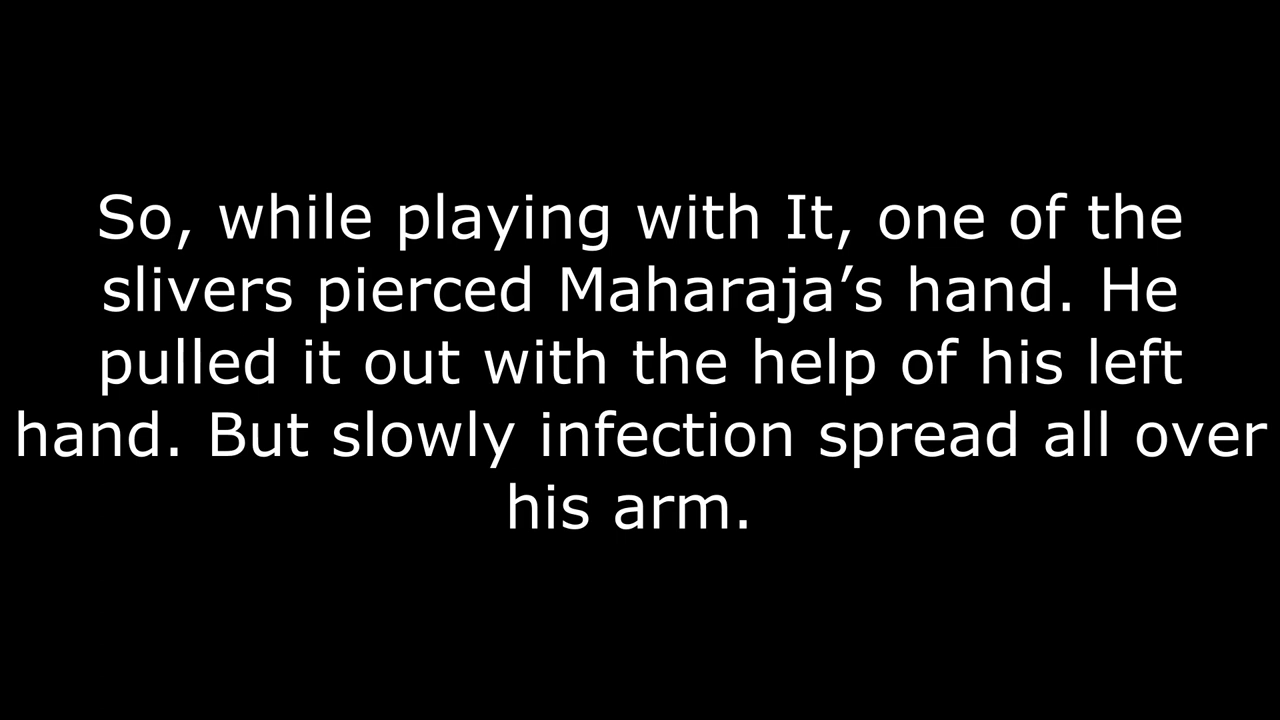 So, while playing with It, one of the
slivers pierced Maharaja’s hand. He
pulled it out with the help of his left
hand. But slowly infection spread all over
his arm.